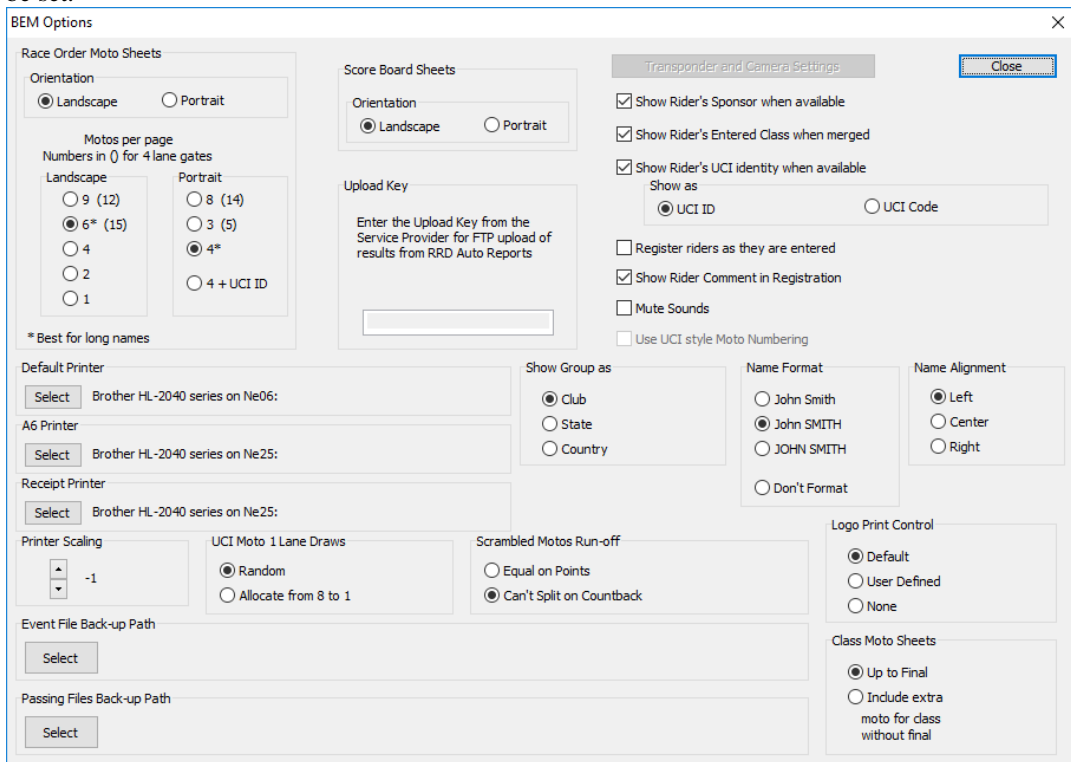 BEM Options
Race Order Moto Sheets
Orientation
Landscape
Portrait
Motos per page
Numbers in () for 4 lane gates
Landscape
9 (12)
6* (15)
4
2
1
Portrait
8 (14)
3 (5)
4*
4 + UCI ID
* Best for long names
Score Board Sheets
Orientation
Landscape
Portrait
Upload Key
Enter the Upload Key from the
Service Provider for FTP upload of
results from RRD Auto Reports
Transponder and Camera Settings
Close
Show Rider's Sponsor when available
Show Rider's Entered Class when merged
Show Rider's UCI identity when available
Show as
UCI ID
UCI Code
Register riders as they are entered
Show Rider Comment in Registration
Mute Sounds
Use UCI style Moto Numbering
Default Printer
Select
Brother HL-2040 series on Ne06:
A6 Printer
Select
Brother HL-2040 series on Ne25:
Receipt Printer
Select
Brother HL-2040 series on Ne25:
Show Group as
Club
State
Country
Name Format
John Smith
John SMITH
JOHN SMITH
Don't Format
Name Alignment
Left
Center
Right
Printer Scaling
-1
UCI Moto 1 Lane Draws
Random
Allocate from 8 to 1
Scrambled Motos Run-off
Equal on Points
Can't Split on Countback
Logo Print Control
Default
User Defined
None
Event File Back-up Path
Select
Passing Files Back-up Path
Select
Class Moto Sheets
Up to Final
Include extra
moto for class
without final